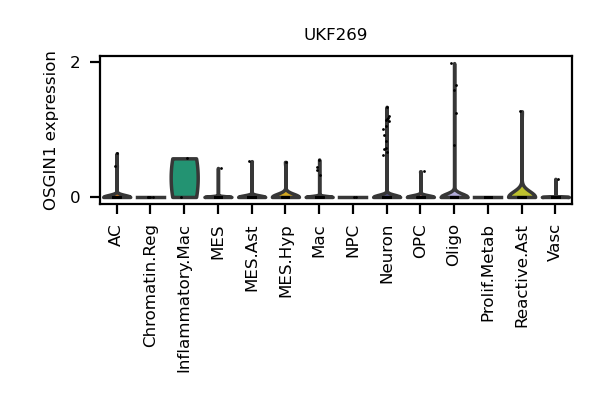 UKF269
OSGIN1 expression
2
0
AC
Chromatin.Reg
Inflammatory.Mac
MES
MES.Ast
MES.Hyp
Mac
NPC
Neuron
OPC
Oligo
Prolif.Metab
Reactive.Ast
Vasc